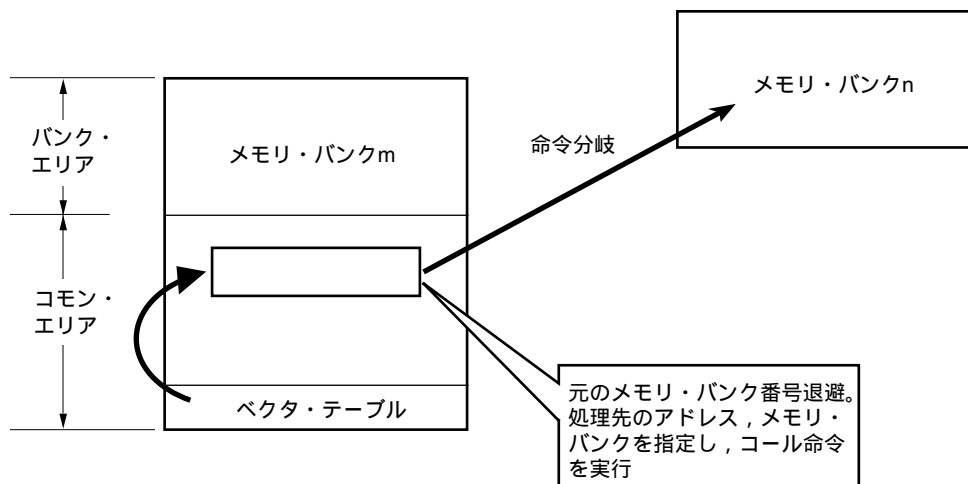 メモリ・バンクn
命令分岐
バンク・
エリア
メモリ・バンクm
コモン・
エリア
ベクタ・テーブル
元のメモリ・バンク番号退避。
処理先のアドレス，メモリ・
バンクを指定し，コール命令
を実行